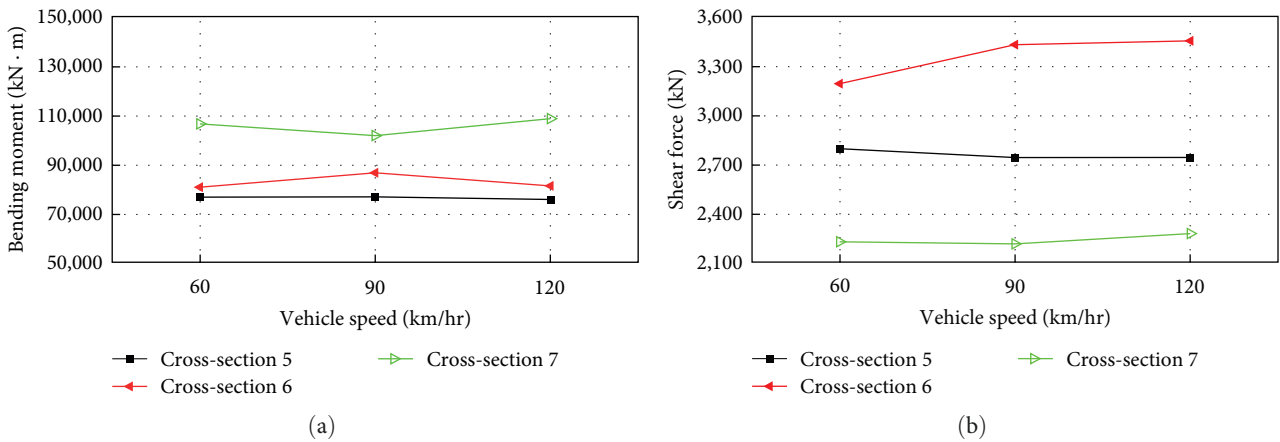 150,000
130,000
110,000
90,000
70,000
50,000
Bending moment (kN · m)
60
90
120
Vehicle speed (km/hr)
Cross-section 5
Cross-section 6
Cross-section 7
(a)
3,600
3,300
3,000
2,700
2,400
2,100
Shear force (kN)
60
90
120
Vehicle speed (km/hr)
Cross-section 5
Cross-section 6
Cross-section 7
(b)